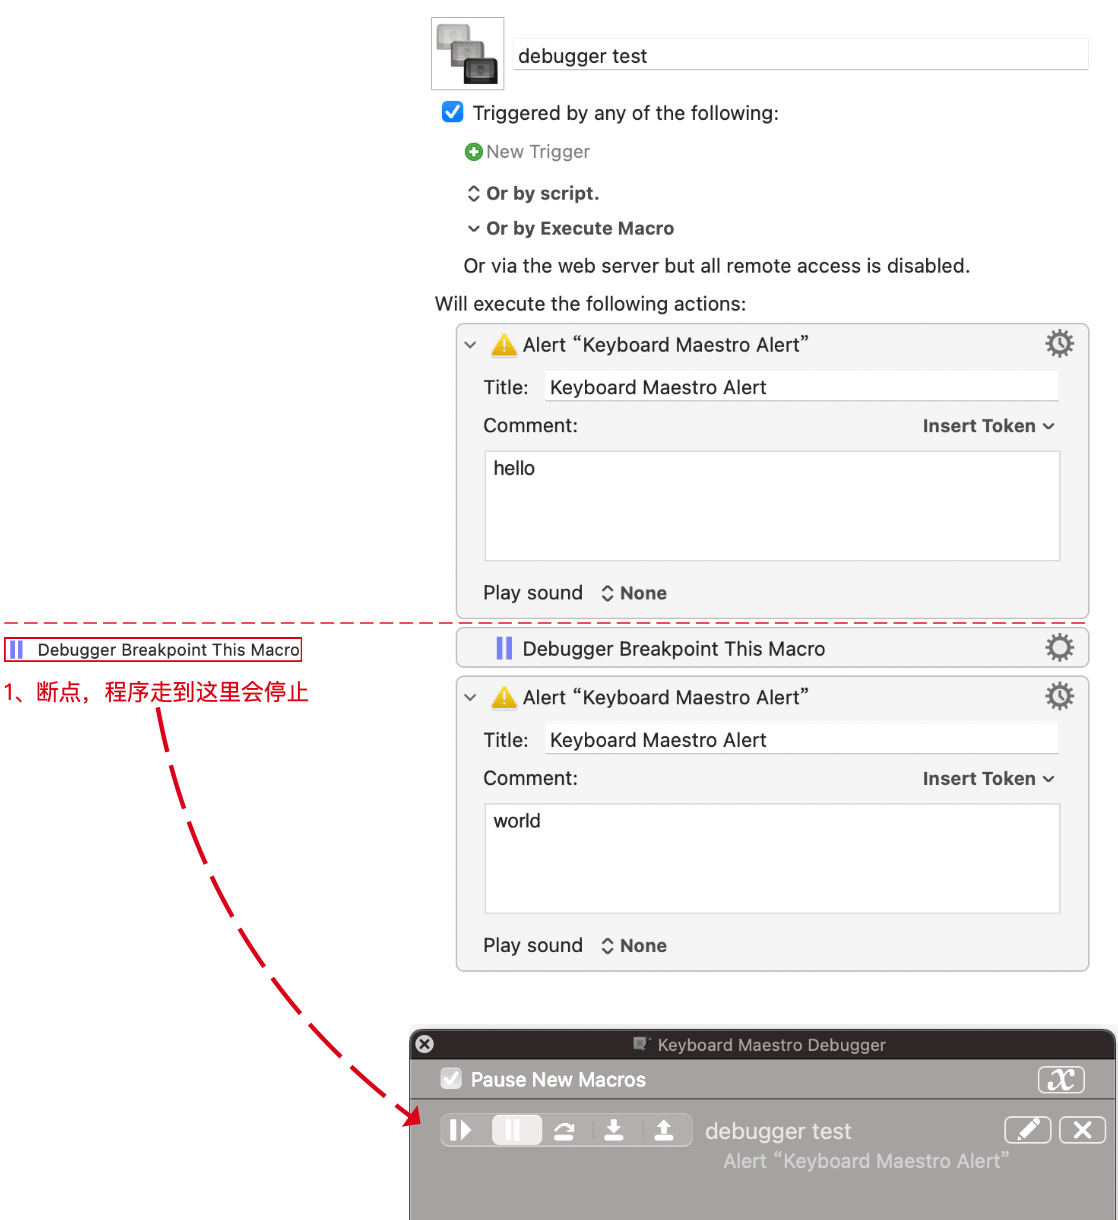 debugger test
Triggered by any of the following:
New Trigger
Or by script.
Or by Execute Macro
Or via the web server but all remote access is disabled.
Will execute the following actions:
Alert “Keyboard Maestro Alert”
Title: Keyboard Maestro Alert
Comment: Insert Token
hello
Play sound None
Debugger Breakpoint This Macro
Debugger Breakpoint This Macro
1、断点，程序走到这里会停止
Alert “Keyboard Maestro Alert”
Title: Keyboard Maestro Alert
Comment: Insert Token
world
Play sound None
Keyboard Maestro Debugger
Pause New Macros
debugger test
Alert “Keyboard Maestro Alert”